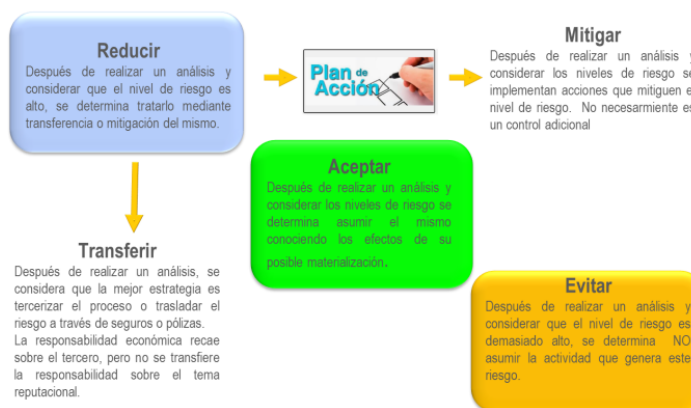 Reducir
Después de realizar un análisis y
considerar que el nivel de riesgo es
alto, se determina tratarlo mediante
transferencia o mitigación del mismo.
Plan de
Acción
Mitigar
Después de realizar un análisis y
considerar los niveles de riesgo se
implementan acciones que mitiguen el
nivel de riesgo. No necesarmiente es
un control adicional
Aceptar
Después de realizar un análisis y
considerar los niveles de riesgo se
determina asumir el mismo
conociendo los efectos de su
posible materialización.
Transferir
Después de realizar un análisis, se
considera que la mejor estrategia es
tercerizar el proceso o trasladar el
riesgo a través de seguros o pólizas.
La responsabilidad económica recae
sobre el tercero, pero no se transfiere
la responsabilidad sobre el tema
reputacional.
Evitar
Después de realizar un análisis y
considerar que el nivel de riesgo es
demasiado alto, se determina NO
asumir la actividad que genera este
riesgo.